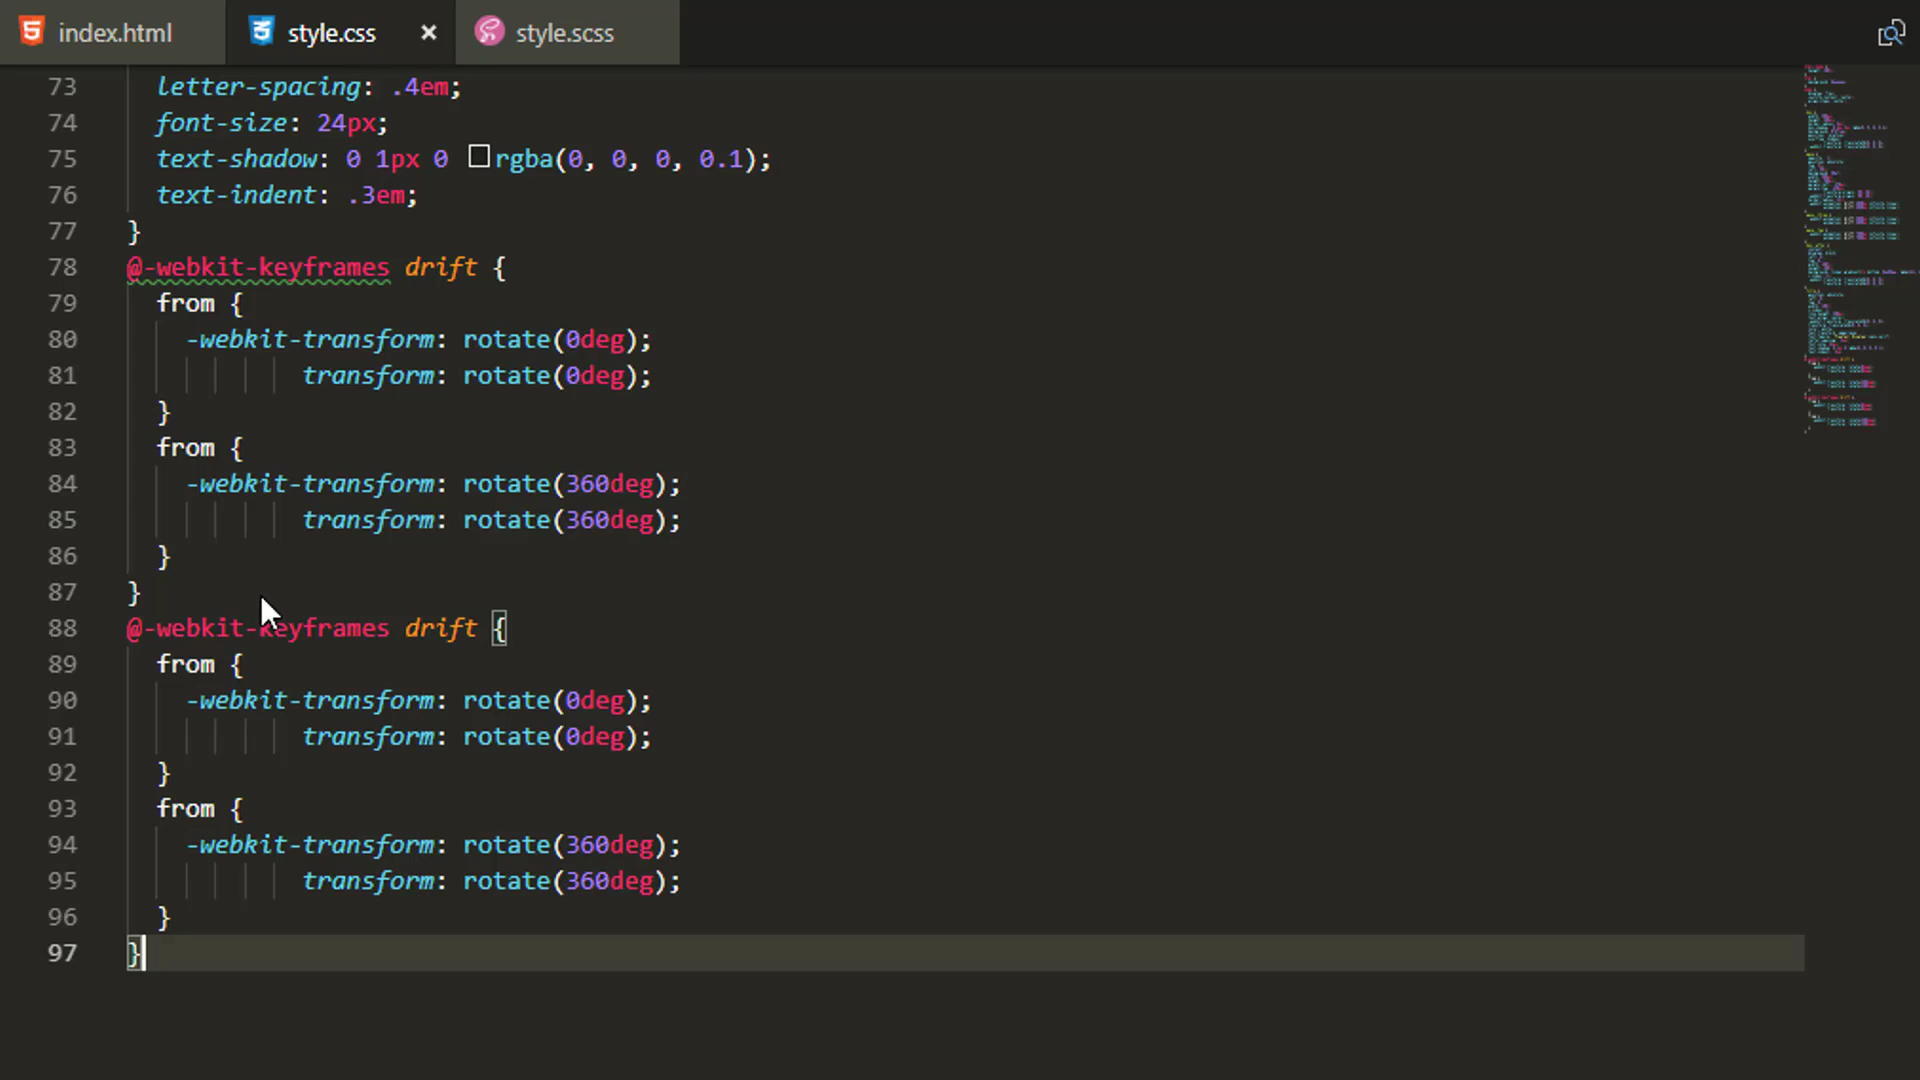 index.html style.css × style.scss
73 letter-spacing: .4em;
74 font-size: 24px;
75 text-shadow: 0 1px 0 rgba(0, 0, 0, 0.1);
76 text-indent: .3em;
77 }
78 @-webkit-keyframes drift {
79 from {
80 -webkit-transform: rotate(0deg);
81 transform: rotate(0deg);
82 }
83 from {
84 -webkit-transform: rotate(360deg);
85 transform: rotate(360deg);
86 }
87 }
88 @-webkit-keyframes drift {
89 from {
90 -webkit-transform: rotate(0deg);
91 transform: rotate(0deg);
92 }
93 from {
94 -webkit-transform: rotate(360deg);
95 transform: rotate(360deg);
96 }
97 }